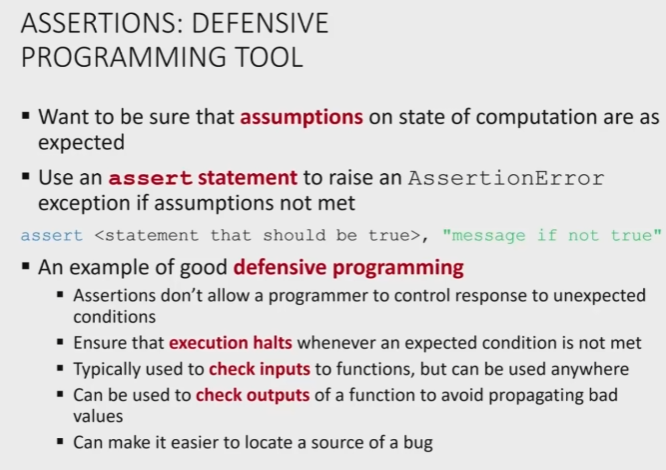 ASSERTIONS: DEFENSIVE
PROGRAMMING TOOL
▪ Want to be sure that assumptions on state of computation are as
expected
▪ Use an assert statement to raise an AssertionError
exception if assumptions not met
assert <statement that should be true>, "message if not true"
▪ An example of good defensive programming
▪ Assertions don’t allow a programmer to control response to unexpected
conditions
▪ Ensure that execution halts whenever an expected condition is not met
▪ Typically used to check inputs to functions, but can be used anywhere
▪ Can be used to check outputs of a function to avoid propagating bad
values
▪ Can make it easier to locate a source of a bug